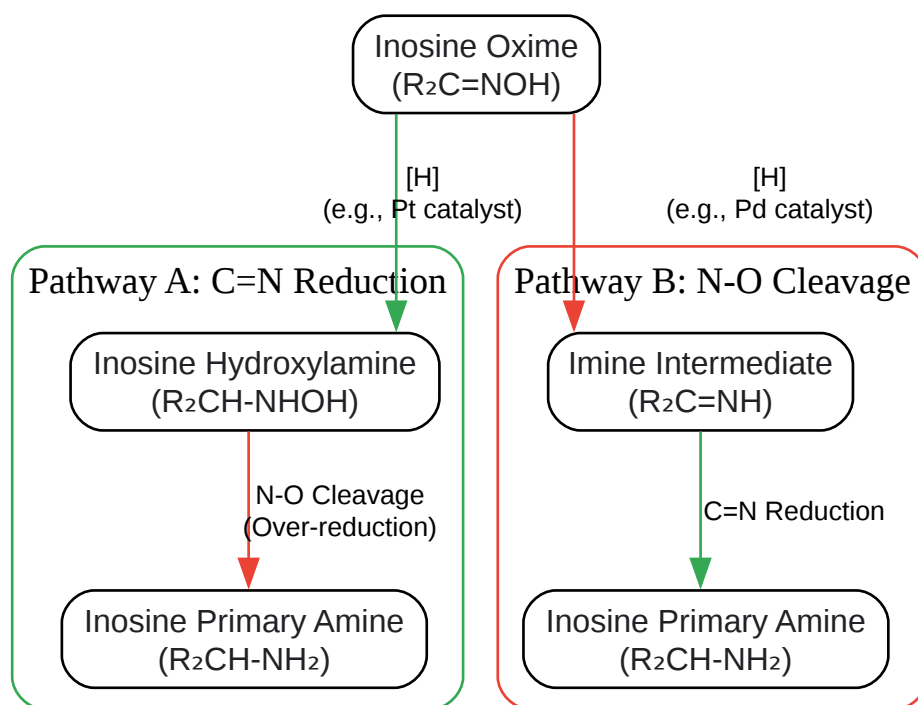 Inosine Oxime
(R₂C=NOH)
[H]
(e.g., Pt catalyst)
[H]
(e.g., Pd catalyst)
Pathway A: C=N Reduction
Inosine Hydroxylamine
(R₂CH-NHOH)
N-O Cleavage
(Over-reduction)
Inosine Primary Amine
(R₂CH-NH₂)
Pathway B: N-O Cleavage
Imine Intermediate
(R₂C=NH)
C=N Reduction
Inosine Primary Amine
(R₂CH-NH₂)